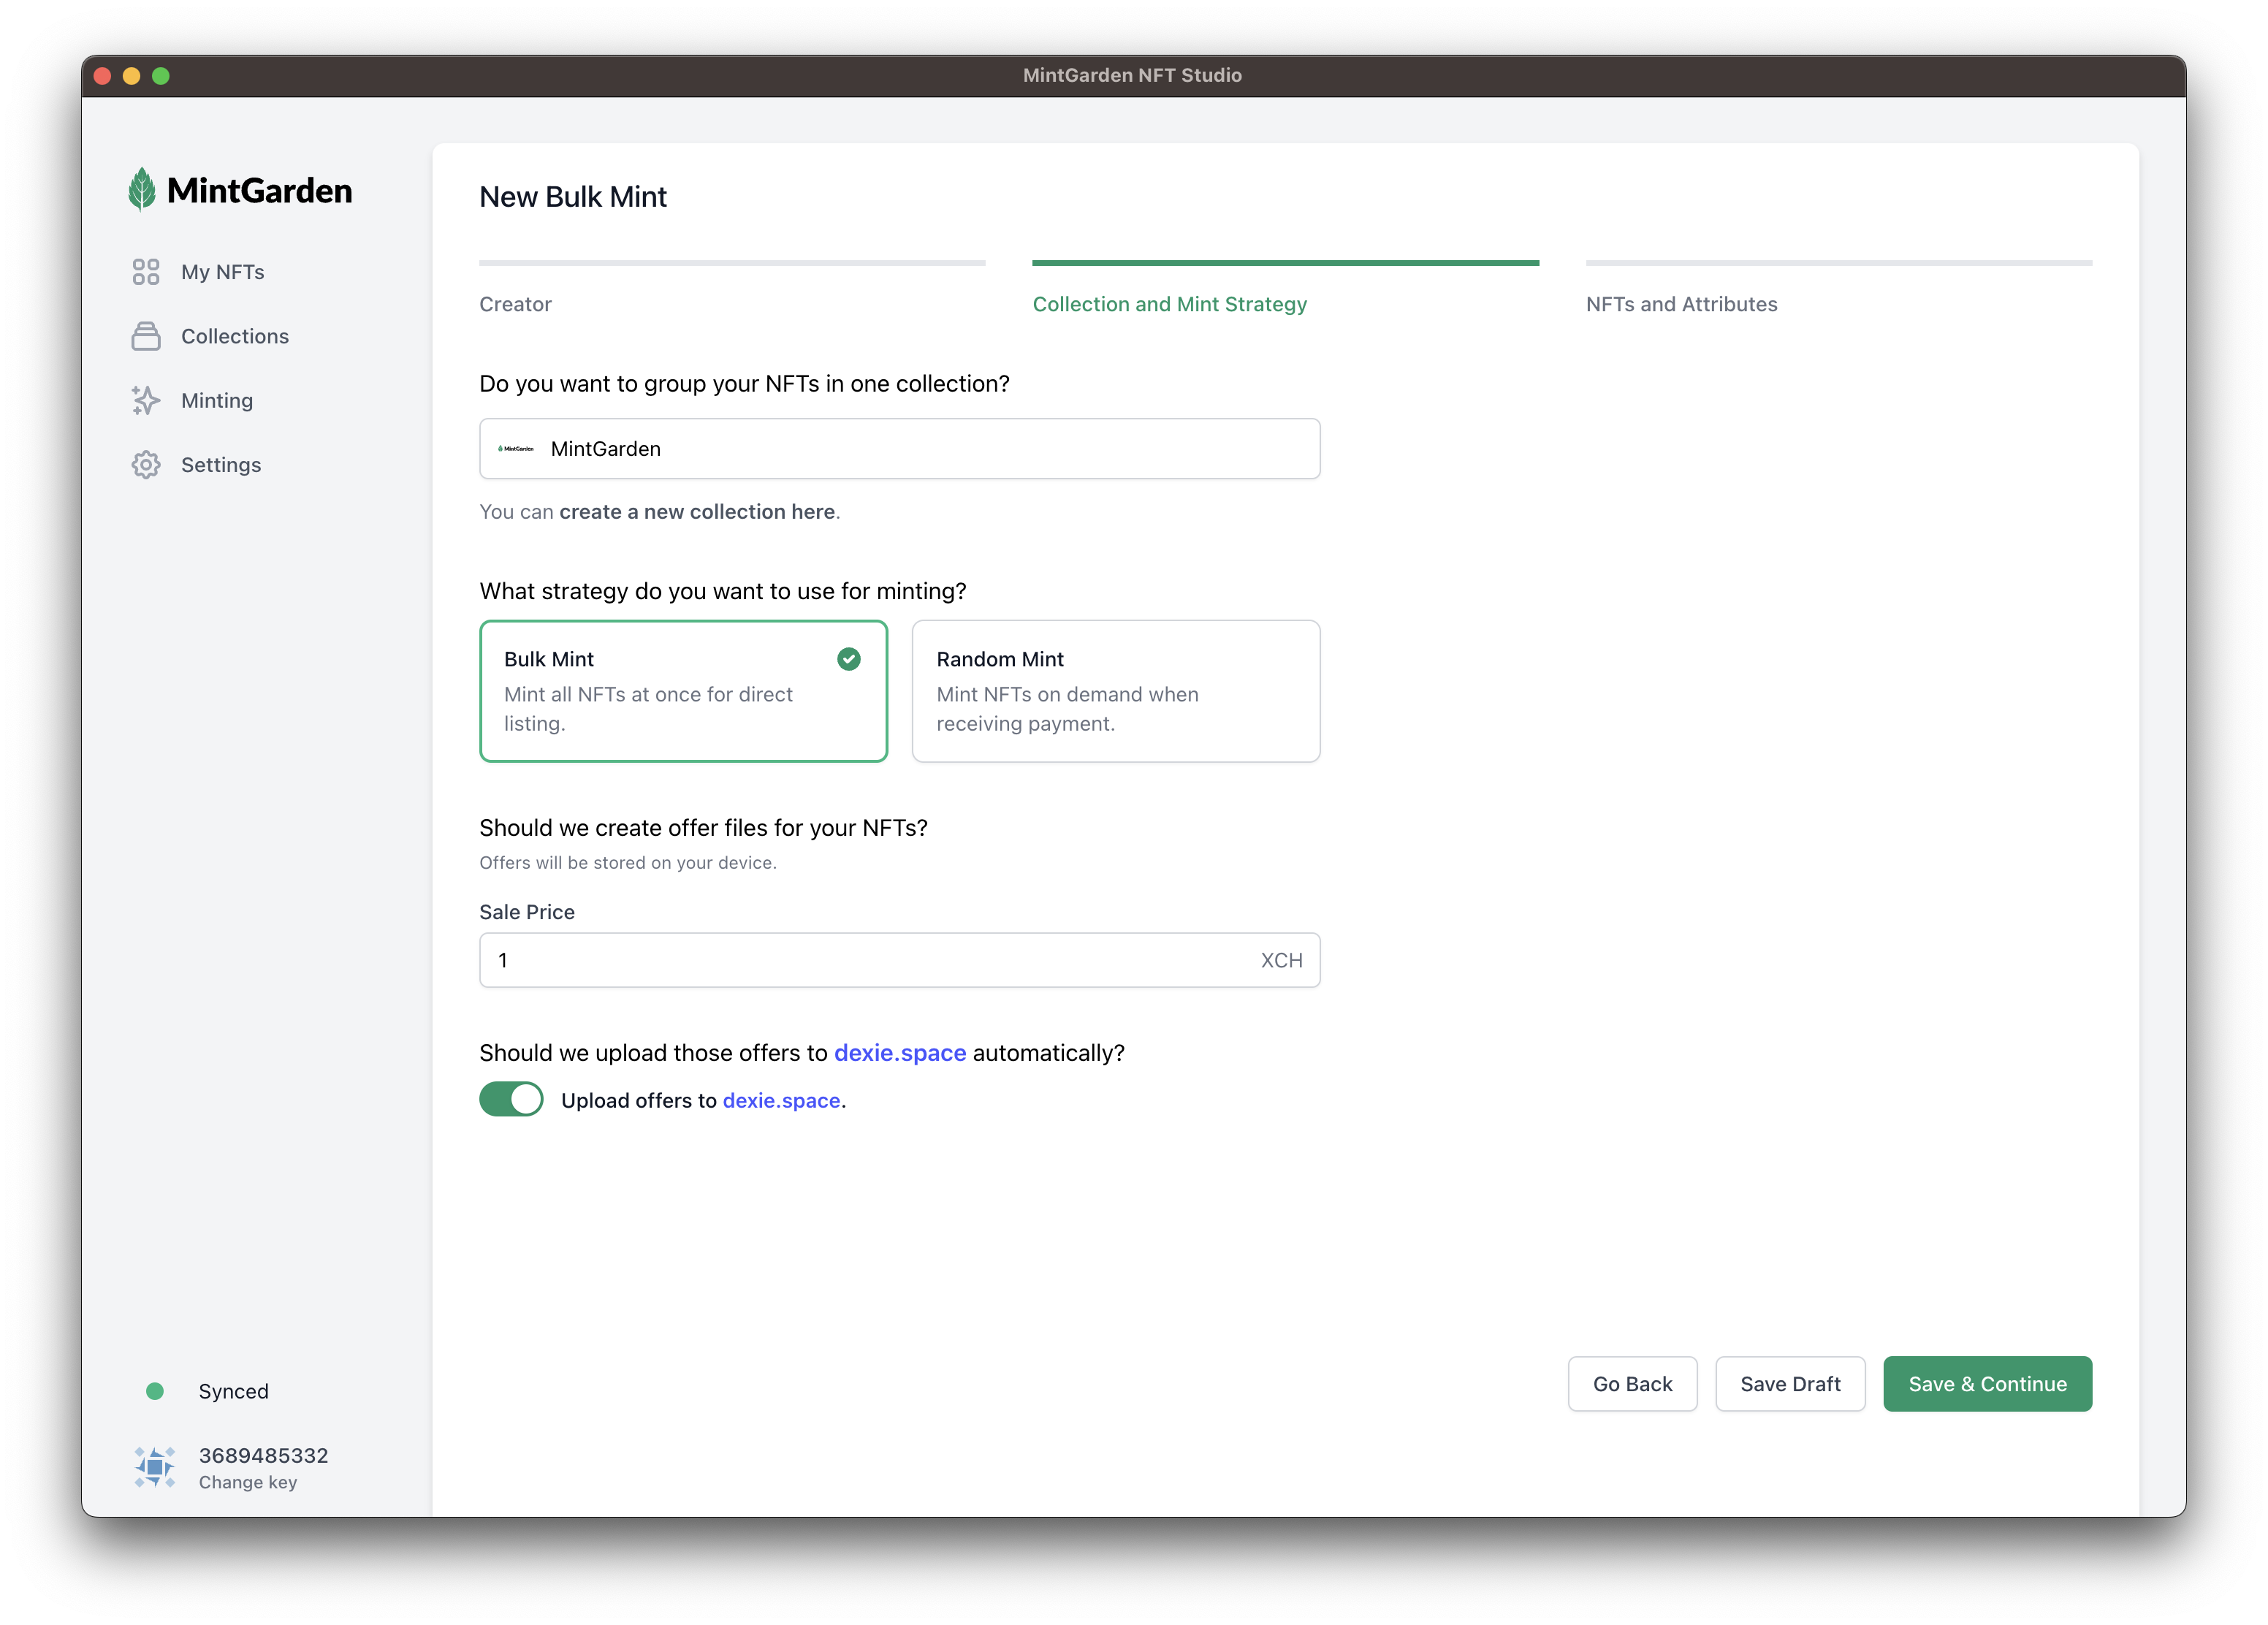 MintGarden NFT Studio
MintGarden
My NFTs
Collections
Minting
Settings
Synced
3689485332
Change key
New Bulk Mint
Creator
Collection and Mint Strategy
NFTs and Attributes
Do you want to group your NFTs in one collection?
MintGarden MintGarden
You can create a new collection here.
What strategy do you want to use for minting?
Bulk Mint
Mint all NFTs at once for direct
listing.
Random Mint
Mint NFTs on demand when
receiving payment.
Should we create offer files for your NFTs?
Offers will be stored on your device.
Sale Price
1 XCH
Should we upload those offers to dexie.space automatically?
Upload offers to dexie.space.
Go Back
Save Draft
Save & Continue